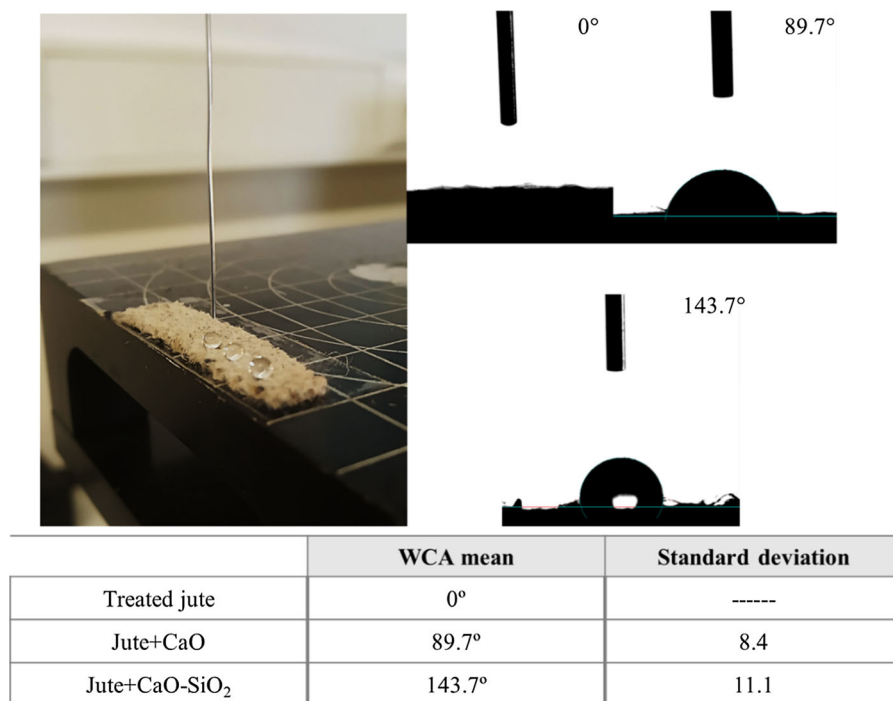 0°
89.7°
143.7°
WCA mean Standard deviation
Treated jute 0º ------
Jute+CaO 89.7º 8.4
Jute+CaO-SiO₂ 143.7º 11.1